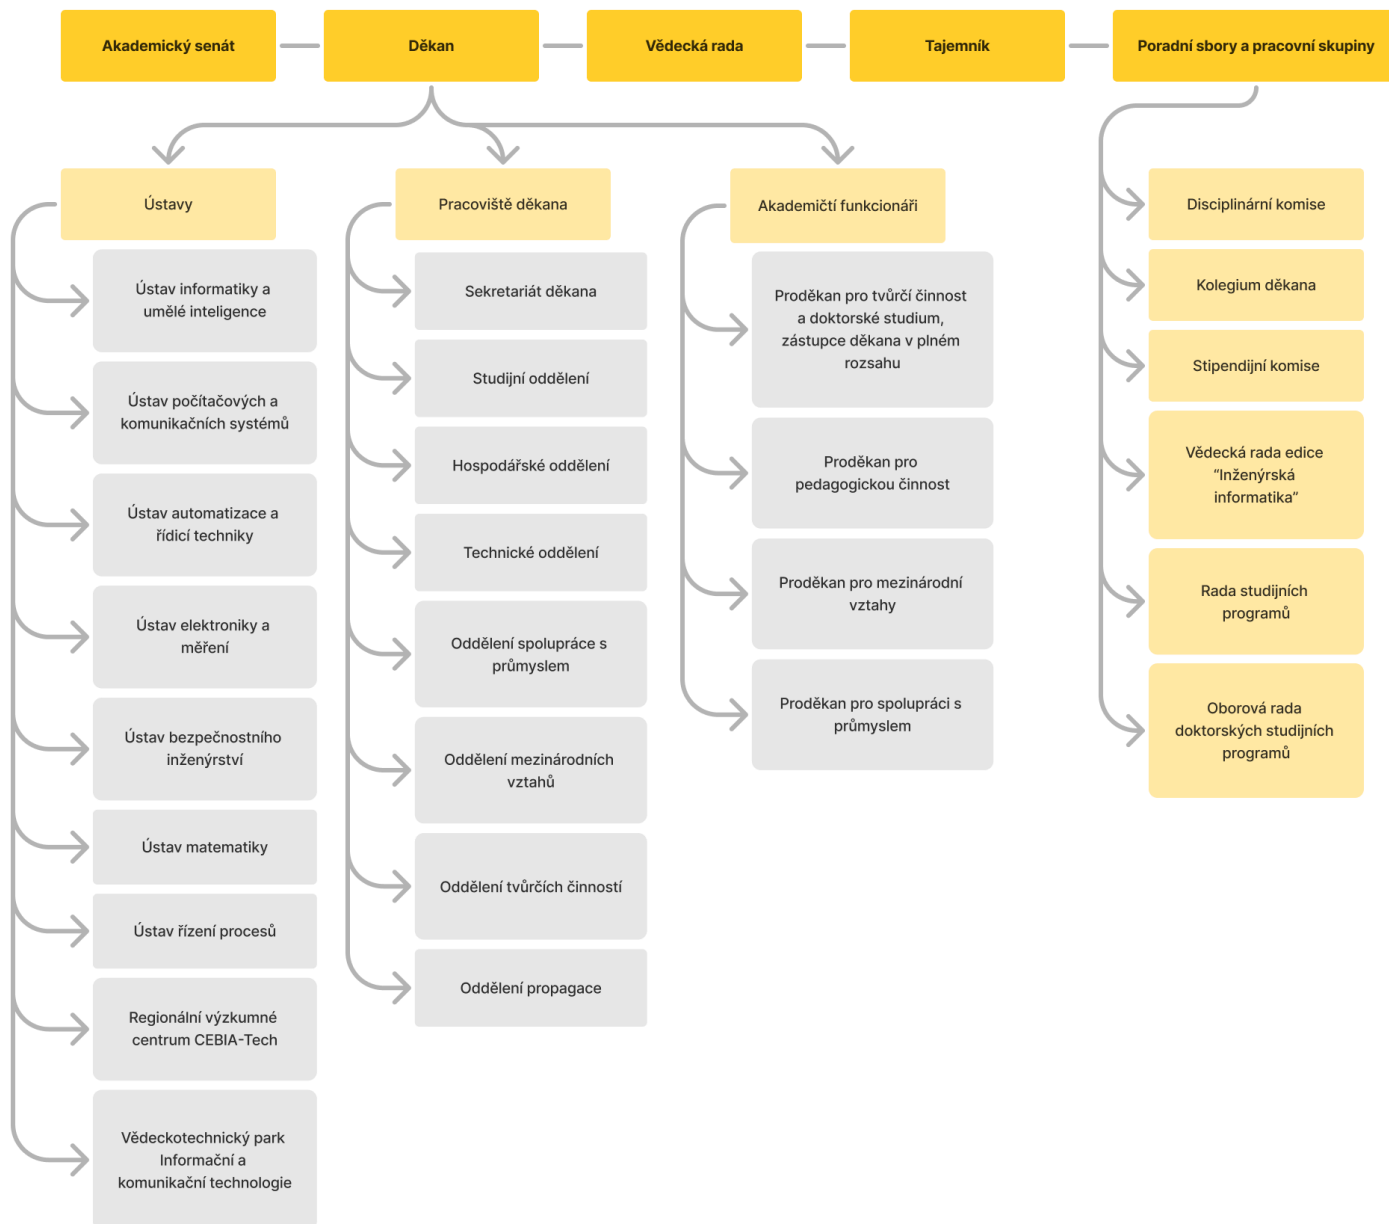 Akademický senát
Děkan
Vědecká rada
Tajemník
Poradní sbory a pracovní skupiny
Ústavy
Ústav informatiky a
umělé inteligence
Ústav počítačových a
komunikačních systémů
Ústav automatizace a
řídicí techniky
Ústav elektroniky a
měření
Ústav bezpečnostního
inženýrství
Ústav matematiky
Ústav řízení procesů
Regionální výzkumné
centrum CEBIA-Tech
Vědeckotechnický park
Informační a
komunikační technologie
Pracoviště děkana
Sekretariát děkana
Studijní oddělení
Hospodářské oddělení
Technické oddělení
Oddělení spolupráce s
průmyslem
Oddělení mezinárodních
vztahů
Oddělení tvůrčích činností
Oddělení propagace
Akademičtí funkcionáři
Proděkan pro tvůrčí činnost
a doktorské studium,
zástupce děkana v plném
rozsahu
Proděkan pro
pedagogickou činnost
Proděkan pro mezinárodní
vztahy
Proděkan pro spolupráci s
průmyslem
Disciplinární komise
Kolegium děkana
Stipendijní komise
Vědecká rada edice
“Inženýrská
informatika“
Rada studijních
programů
Oborová rada
doktorských studijních
programů